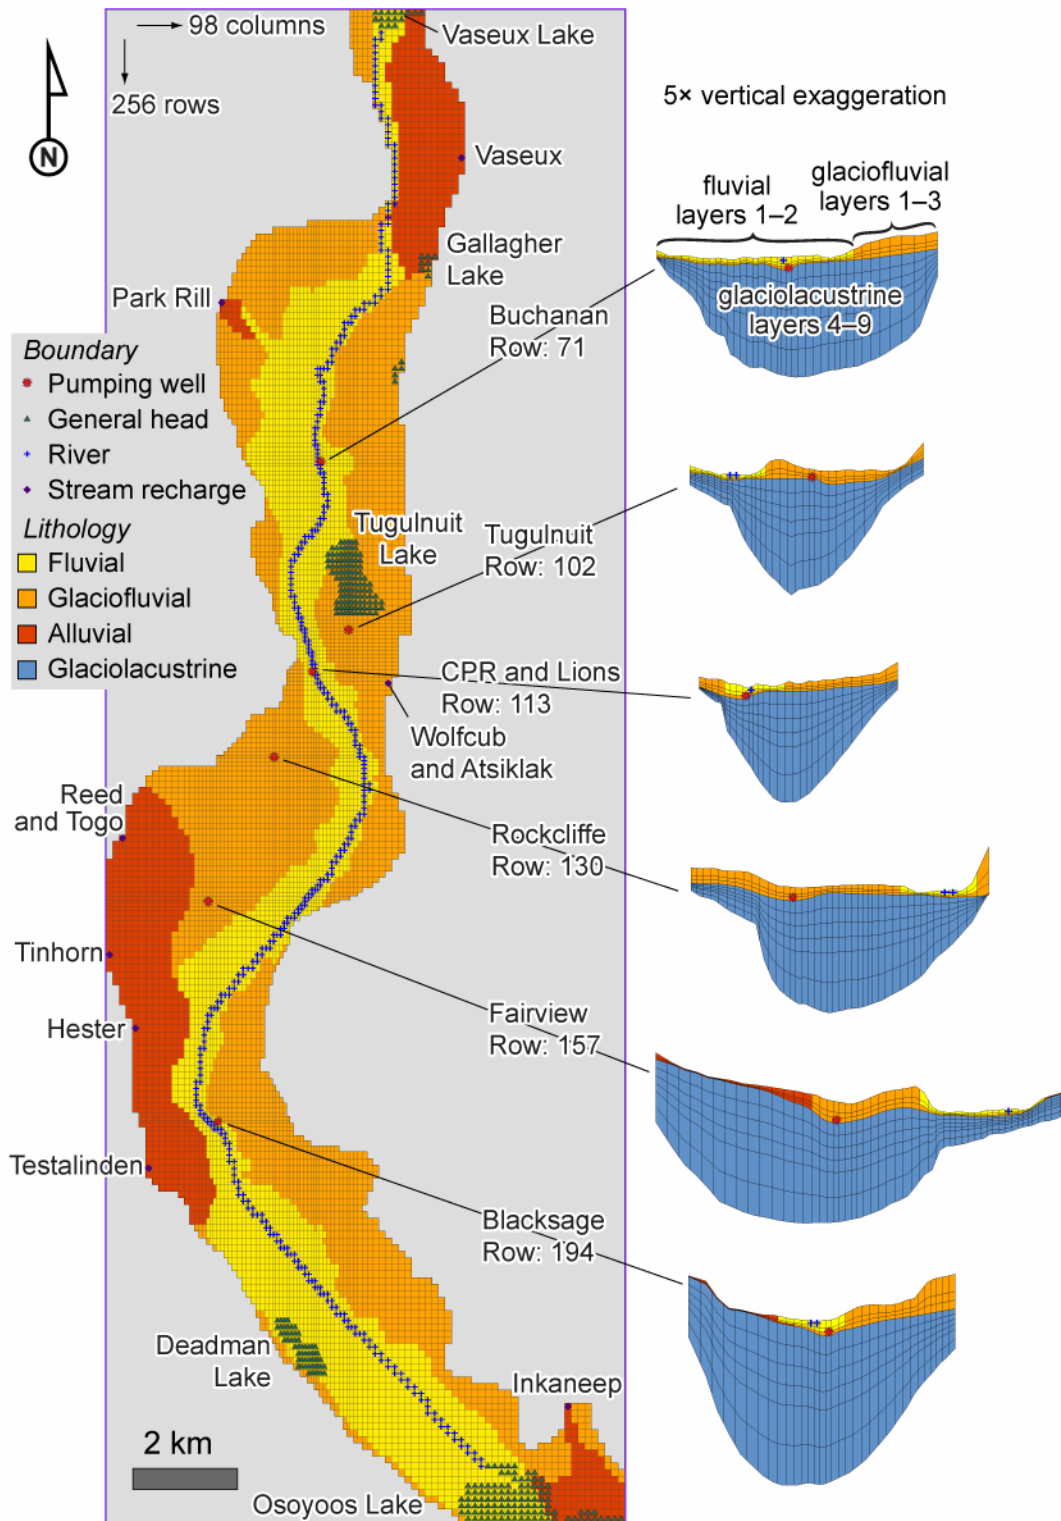 98 columns
256 rows
N
Vaseux Lake
Vaseux
Gallagher
Lake
Park Rill
Buchanan
Row: 71
Boundary
Pumping well
General head
River
Stream recharge
Lithology
Fluvial
Glaciofluvial
Alluvial
Glaciolacustrine
Tugulnuit
Lake
Tugulnuit
Row: 102
CPR and Lions
Row: 113
Wolfcub
and Atsiklak
Reed
and Togo
Rockcliffe
Row: 130
Tinhorn
Hester
Fairview
Row: 157
Testalinden
Blacksage
Row: 194
Deadman
Lake
Inkaneep
2 km
Osoyoos Lake
5× vertical exaggeration
fluvial
layers 1–2
glaciofluvial
layers 1–3
glaciolacustrine
layers 4–9